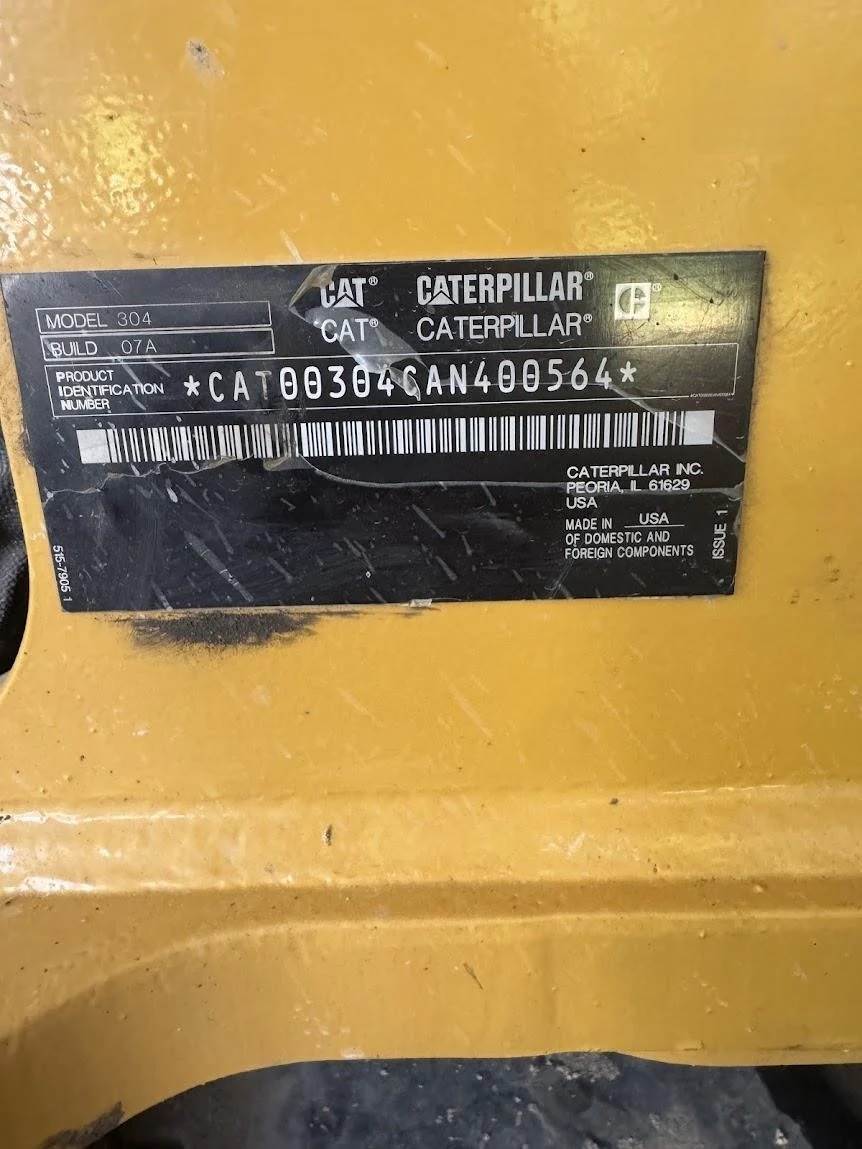 CAT® CATERPILLAR® ®
CAT® CATERPILLAR®
MODEL 304
BUILD 07A
PRODUCT
IDENTIFICATION
NUMBER
*CAT00304CAN400564*
CATERPILLAR INC.
PEORIA, IL 61629
USA
MADE IN USA
OF DOMESTIC AND
FOREIGN COMPONENTS
ISSUE 1
515-7905 1